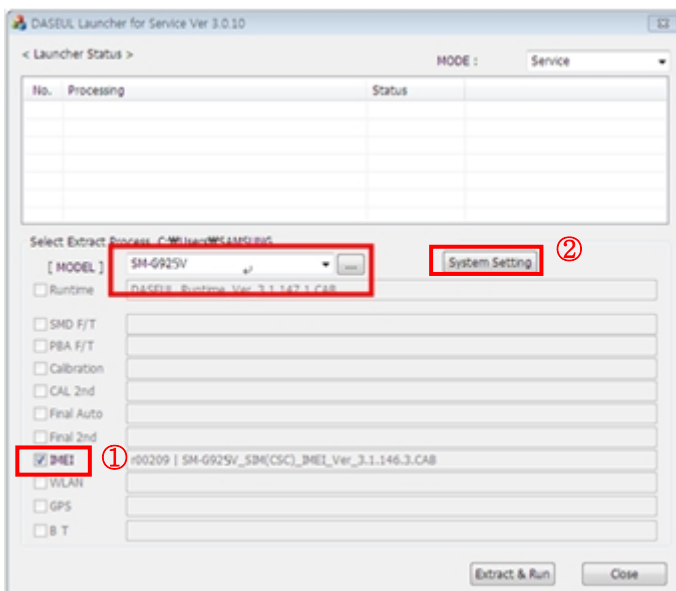 DASEUL Launcher for Service Ver 3.0.10
< Launcher Status >
MODE :
Service
No. Processing Status
Select Extract Process C:₩Users₩SAMSUNG
[ MODEL ]
SM-G925V
...
System Setting
②
Runtime
DASEUL_Runtime_Ver_3.1.147.1.CAB
SMD F/T
PBA F/T
Calibration
CAL 2nd
Final Auto
Final 2nd
IMEI
①
r00209 | SM-G925V_SIM(CSC)_IMEI_Ver_3.1.146.3.CAB
WLAN
GPS
B T
Extract & Run
Close